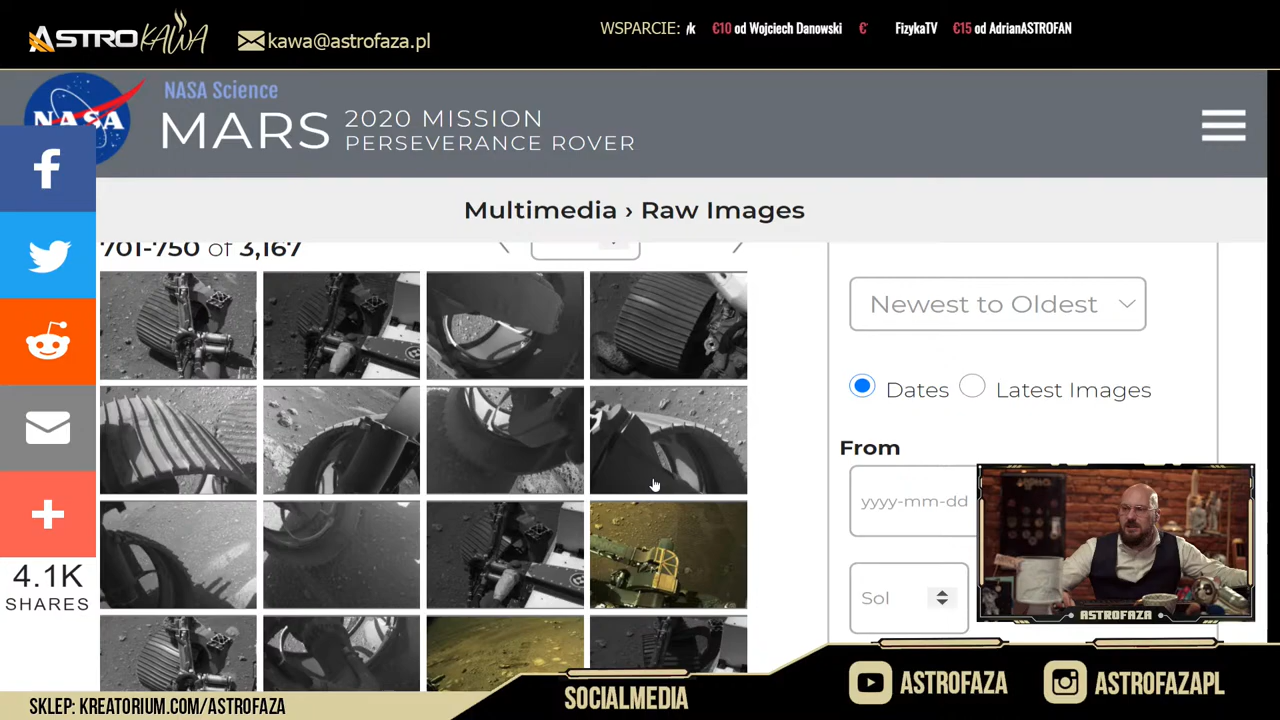 ASTROKAWA
kawa@astrofaza.pl
WSPARCIE:
€10 od Wojciech Danowski
FizykaTV
€15 od AdrianASTROFAN
NASA
NASA Science
MARS
2020 MISSION
PERSEVERANCE ROVER
Multimedia › Raw Images
701-750 of 3,167
Newest to Oldest
Dates
Latest Images
From
yyyy-mm-dd
Sol
4.1K
SHARES
ASTROFAZA
SKLEP: KREATORIUM.COM/ASTROFAZA
SOCIALMEDIA
ASTROFAZA
ASTROFAZAPL